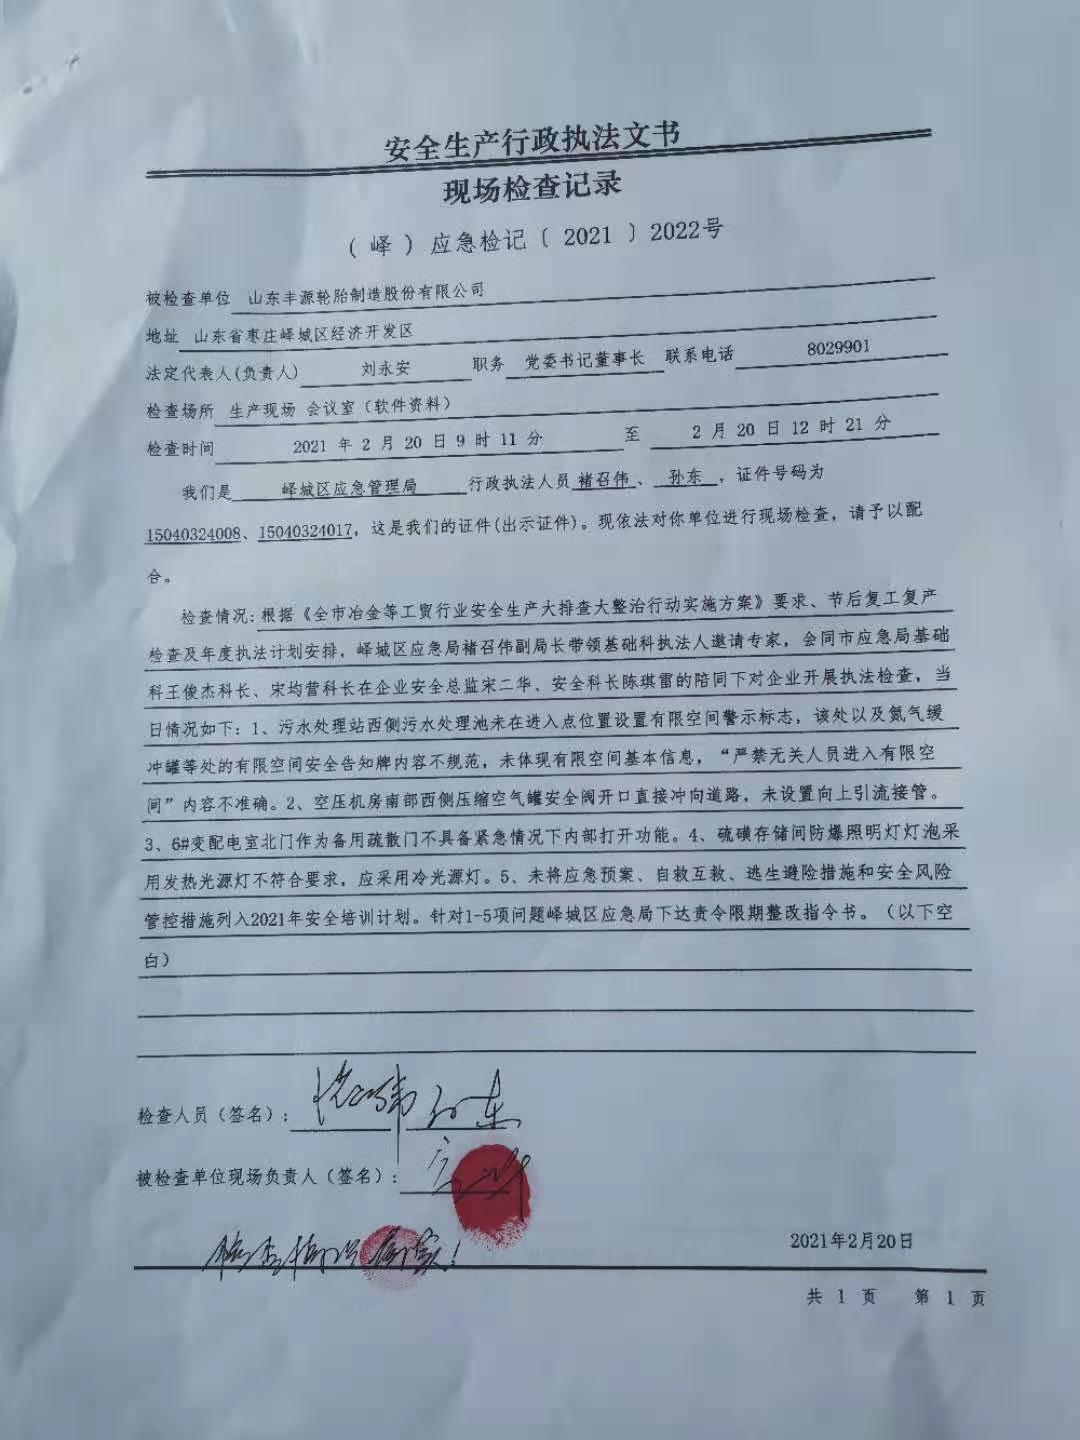 安全生产行政执法文书
现场检查记录
（ 峄 ）应急检记〔 2021 〕2022号
被检查单位 山东丰源轮胎制造股份有限公司
地址 山东省枣庄峄城区经济开发区
法定代表人(负责人) 刘永安 职务 党委书记董事长 联系电话 8029901
检查场所 生产现场 会议室（软件资料）
检查时间 2021 年 2 月 20 日 9 时 11 分 至 2 月 20 日 12 时 21 分
我们是 峄城区应急管理局 行政执法人员 褚召伟 、 孙东 ，证件号码为
15040324008、15040324017，这是我们的证件(出示证件)。现依法对你单位进行现场检查，请予以配
合。
检查情况：根据《全市冶金等工贸行业安全生产大排查大整治行动实施方案》要求、节后复工复产
检查及年度执法计划安排，峄城区应急局褚召伟副局长带领基础科执法人邀请专家，会同市应急局基础
科王俊杰科长、宋均营科长在企业安全总监宋二华、安全科长陈琪雷的陪同下对企业开展执法检查，当
日情况如下：1、污水处理站西侧污水处理池未在进入点位置设置有限空间警示标志，该处以及氮气缓
冲罐等处的有限空间安全告知牌内容不规范，未体现有限空间基本信息，“严禁无关人员进入有限空
间”内容不准确。2、空压机房南部西侧压缩空气罐安全阀开口直接冲向道路，未设置向上引流接管。
3、6#变配电室北门作为备用疏散门不具备紧急情况下内部打开功能。4、硫磺存储间防爆照明灯灯泡采
用发热光源灯不符合要求，应采用冷光源灯。5、未将应急预案、自救互救、逃生避险措施和安全风险
管控措施列入2021年安全培训计划。针对1-5项问题峄城区应急局下达责令限期整改指令书。（以下空
白）
检查人员（签名）： 褚召伟 孙东
被检查单位现场负责人（签名）：
2021年2月20日
共 1 页 第 1 页